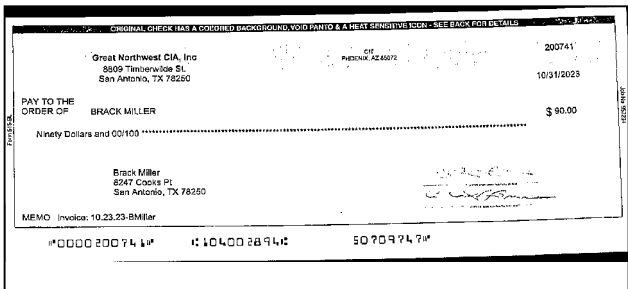 ORIGINAL CHECK HAS A COLORED BACKGROUND, VOID PANTO & A HEAT SENSITIVE ICON - SEE BACK FOR DETAILS
Great Northwest CIA, Inc
8809 Timberwilde St.
San Antonio, TX 78250
PHOENIX, AZ 85072
200741
10/31/2023
PAY TO THE
ORDER OF BRACK MILLER
$ 90.00
Ninety Dollars and 00/100
Brack Miller
8247 Cooks Pt
San Antonio, TX 78250
MEMO Invoice: 10.23.23-BMiller
⑈0000200741⑈ ⑆104002894⑆ 50709747⑈